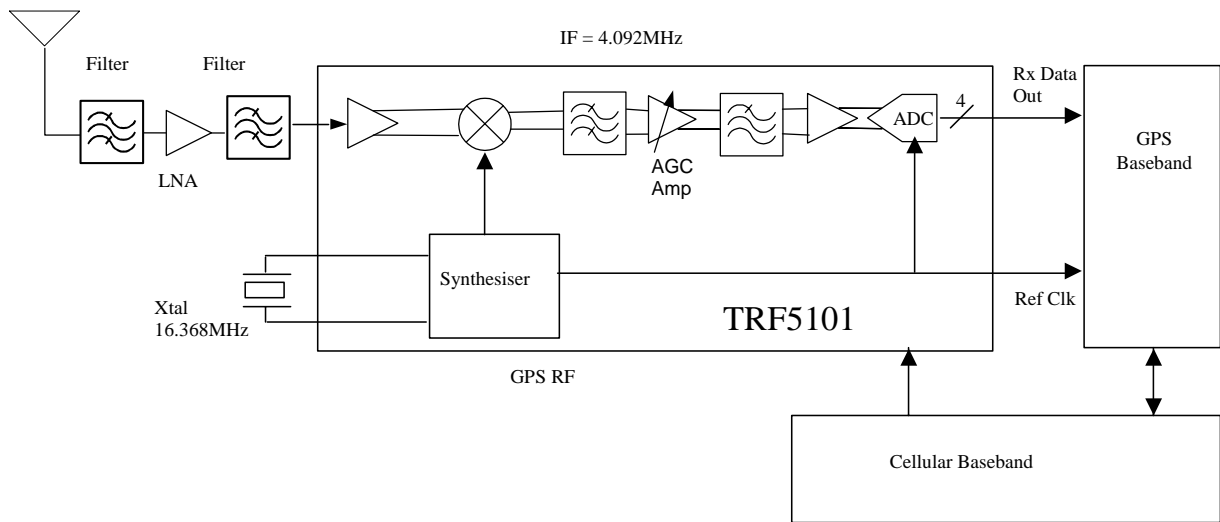 IF = 4.092MHz
Filter
Filter
LNA
AGC
Amp
ADC
4
Rx Data
Out
GPS
Baseband
Synthesiser
Xtal
16.368MHz
TRF5101
Ref Clk
GPS RF
Cellular Baseband